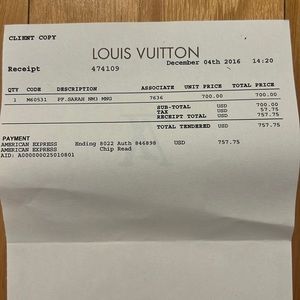 CLIENT COPY
LOUIS VUITTON
Receipt 474109 December 04th 2016 14:20
QTY CODE DESCRIPTION ASSOCIATE UNIT PRICE TOTAL PRICE
1 M60531 PF.SARAH NM3 MNG 7634 700.00 700.00
SUB-TOTAL USD 700.00
TAX USD 57.75
RECEIPT TOTAL USD 757.75
TOTAL TENDERED USD 757.75
PAYMENT
AMERICAN EXPRESS Ending 8022 Auth 846898 USD 757.75
AMERICAN EXPRESS Chip Read
AID: A000000025010801